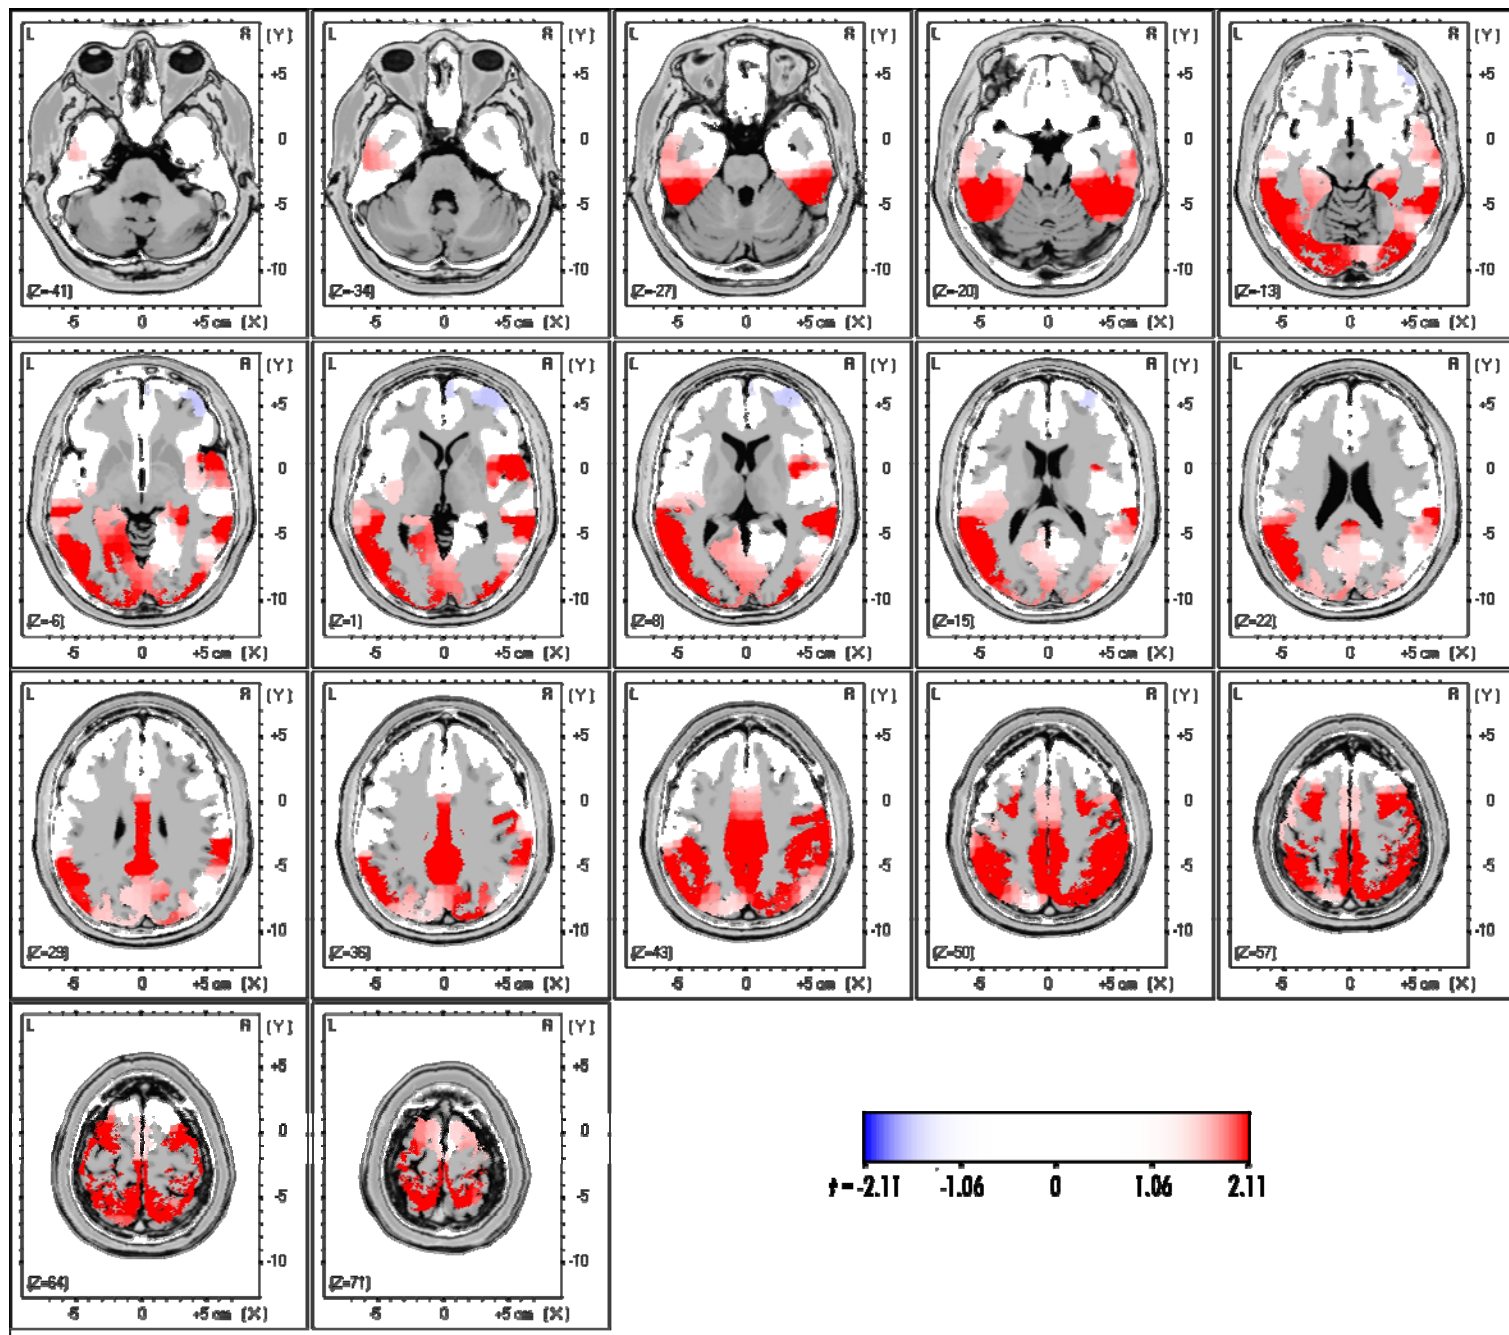 L R (Y)
+5
0
-5
-10
(Z=-41)
-5 0 +5 cm (X)
L R (Y)
+5
0
-5
-10
(Z=-34)
-5 0 +5 cm (X)
L R (Y)
+5
0
-5
-10
(Z=-27)
-5 0 +5 cm (X)
L R (Y)
+5
0
-5
-10
(Z=-20)
-5 0 +5 cm (X)
L R (Y)
+5
0
-5
-10
(Z=-13)
-5 0 +5 cm (X)
L R (Y)
+5
0
-5
-10
(Z=-6)
-5 0 +5 cm (X)
L R (Y)
+5
0
-5
-10
(Z=1)
-5 0 +5 cm (X)
L R (Y)
+5
0
-5
-10
(Z=8)
-5 0 +5 cm (X)
L R (Y)
+5
0
-5
-10
(Z=15)
-5 0 +5 cm (X)
L R (Y)
+5
0
-5
-10
(Z=22)
-5 0 +5 cm (X)
L R (Y)
+5
0
-5
-10
(Z=29)
-5 0 +5 cm (X)
L R (Y)
+5
0
-5
-10
(Z=36)
-5 0 +5 cm (X)
L R (Y)
+5
0
-5
-10
(Z=43)
-5 0 +5 cm (X)
L R (Y)
+5
0
-5
-10
(Z=50)
-5 0 +5 cm (X)
L R (Y)
+5
0
-5
-10
(Z=57)
-5 0 +5 cm (X)
L R (Y)
+5
0
-5
-10
(Z=64)
-5 0 +5 cm (X)
L R (Y)
+5
0
-5
-10
(Z=71)
-5 0 +5 cm (X)
t = -2.11 -1.06 0 1.06 2.11